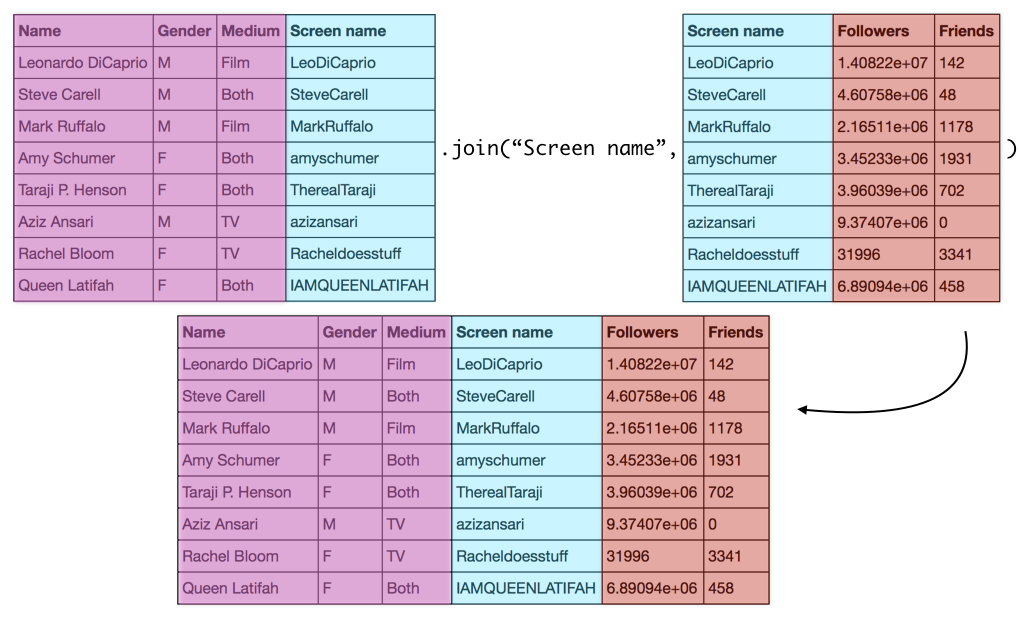 Name Gender Medium Screen name
Leonardo DiCaprio M Film LeoDiCaprio
Steve Carell M Both SteveCarell
Mark Ruffalo M Film MarkRuffalo
Amy Schumer F Both amyschumer
Taraji P. Henson F Both TherealTaraji
Aziz Ansari M TV azizansari
Rachel Bloom F TV Racheldoesstuff
Queen Latifah F Both IAMQUEENLATIFAH
.join(“Screen name”,
Screen name Followers Friends
LeoDiCaprio 1.40822e+07 142
SteveCarell 4.60758e+06 48
MarkRuffalo 2.16511e+06 1178
amyschumer 3.45233e+06 1931
TherealTaraji 3.96039e+06 702
azizansari 9.37407e+06 0
Racheldoesstuff 31996 3341
IAMQUEENLATIFAH 6.89094e+06 458
)
Name Gender Medium Screen name Followers Friends
Leonardo DiCaprio M Film LeoDiCaprio 1.40822e+07 142
Steve Carell M Both SteveCarell 4.60758e+06 48
Mark Ruffalo M Film MarkRuffalo 2.16511e+06 1178
Amy Schumer F Both amyschumer 3.45233e+06 1931
Taraji P. Henson F Both TherealTaraji 3.96039e+06 702
Aziz Ansari M TV azizansari 9.37407e+06 0
Rachel Bloom F TV Racheldoesstuff 31996 3341
Queen Latifah F Both IAMQUEENLATIFAH 6.89094e+06 458